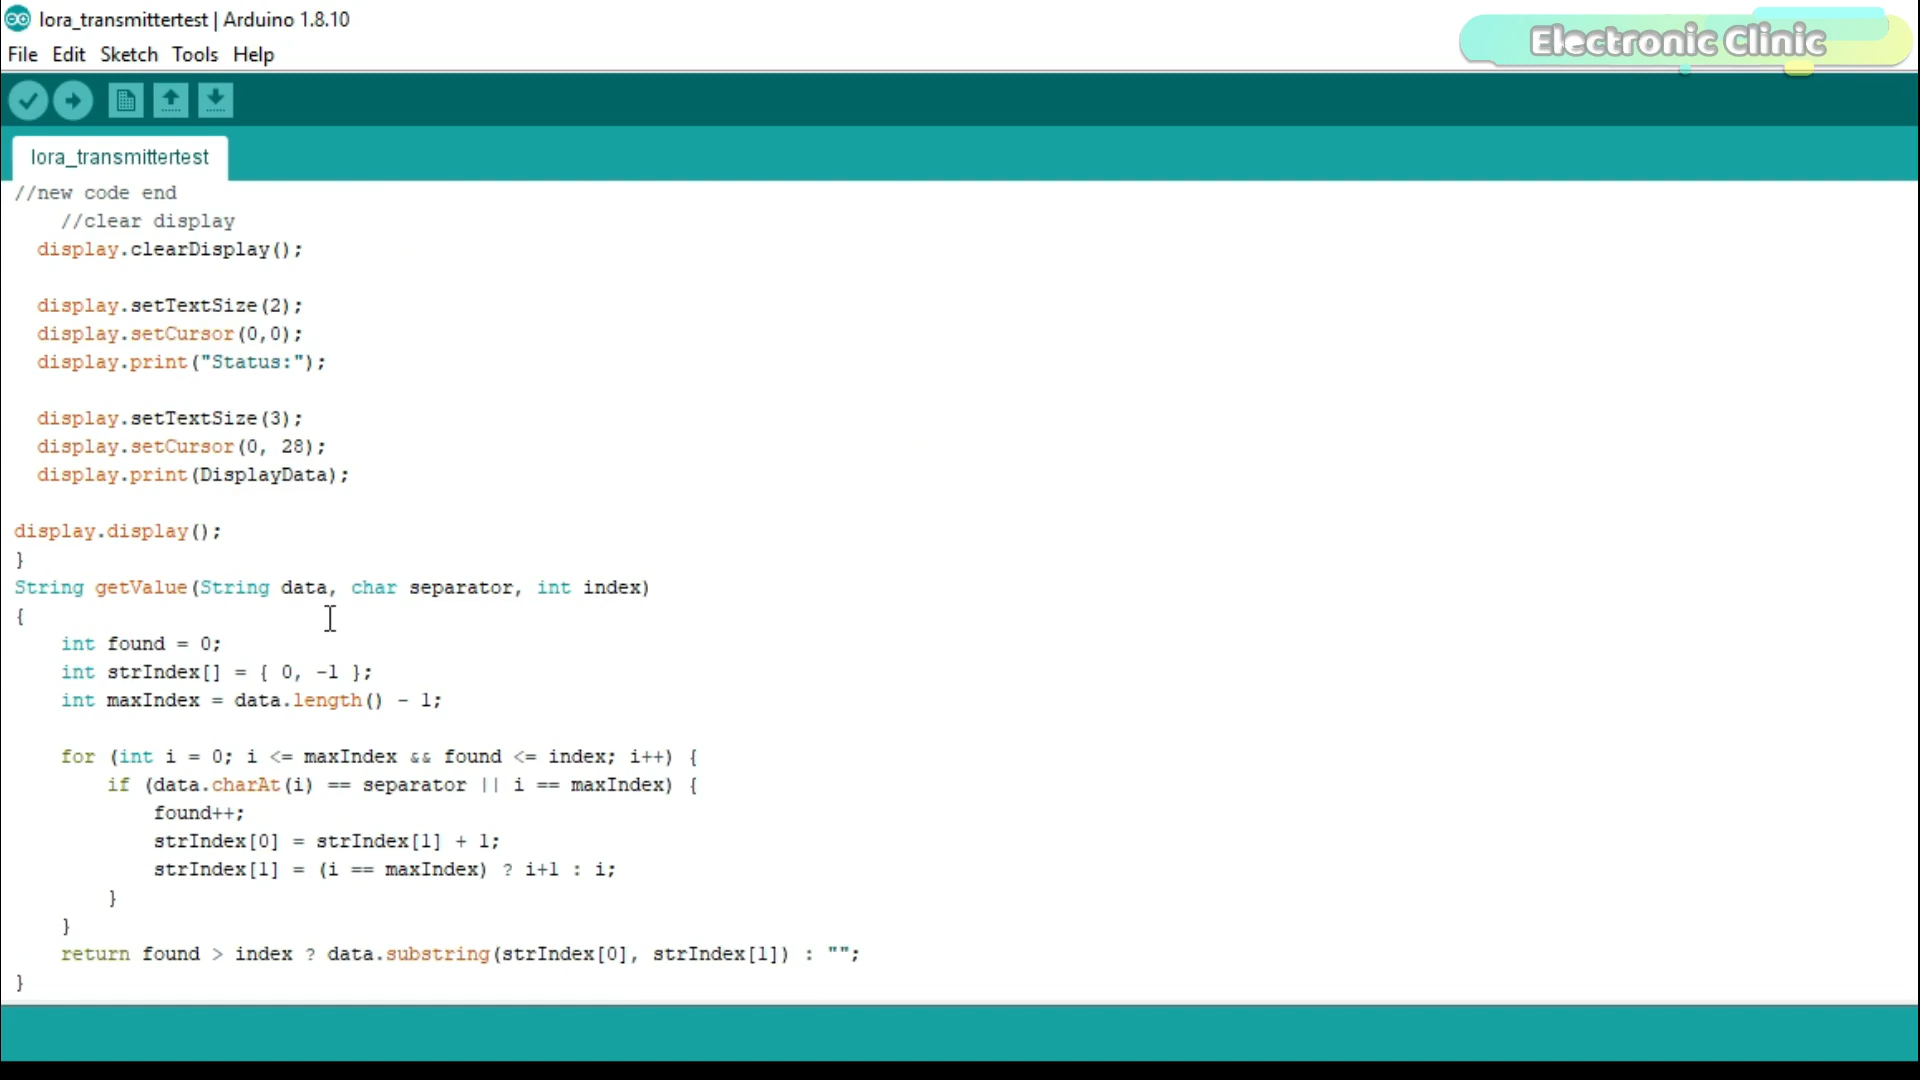 lora_transmittertest | Arduino 1.8.10
File Edit Sketch Tools Help
Electronic Clinic
lora_transmittertest
//new code end
    //clear display
  display.clearDisplay();
  display.setTextSize(2);
  display.setCursor(0,0);
  display.print("Status:");
  display.setTextSize(3);
  display.setCursor(0, 28);
  display.print(DisplayData);
display.display();
}
String getValue(String data, char separator, int index)
{
    int found = 0;
    int strIndex[] = { 0, -1 };
    int maxIndex = data.length() - 1;
    for (int i = 0; i <= maxIndex && found <= index; i++) {
        if (data.charAt(i) == separator || i == maxIndex) {
            found++;
            strIndex[0] = strIndex[1] + 1;
            strIndex[1] = (i == maxIndex) ? i+1 : i;
        }
    }
    return found > index ? data.substring(strIndex[0], strIndex[1]) : "";
}